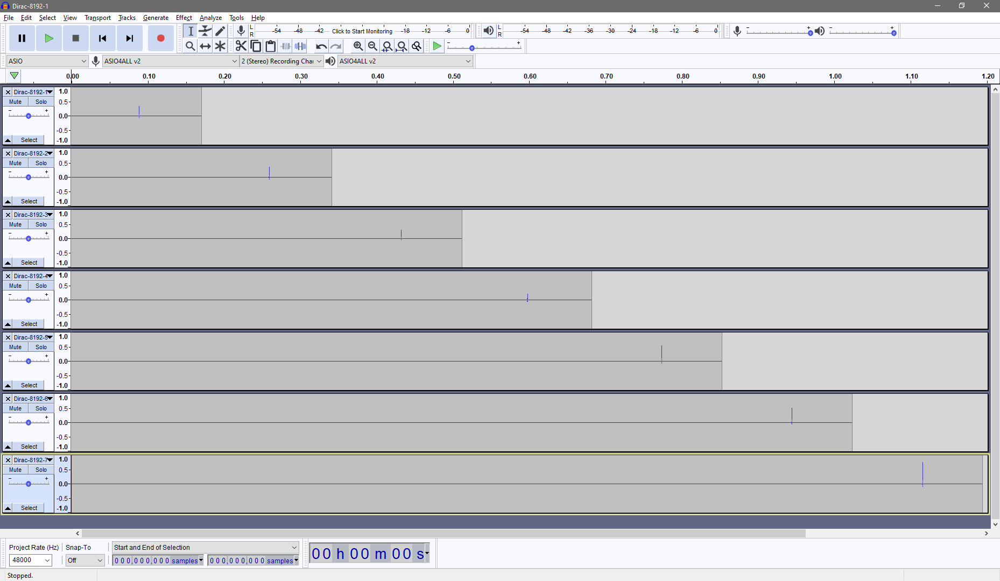 Dirac-8192-1
File Edit Select View Transport Tracks Generate Effect Analyze Tools Help
L R -54 -48 -42 Click to Start Monitoring -18 -12 -6 0 L R -54 -48 -42 -36 -30 -24 -18 -12 -6 0 - + - +
- +
ASIO ASIO4ALL v2 2 (Stereo) Recording Char ASIO4ALL v2
0.00 0.10 0.20 0.30 0.40 0.50 0.60 0.70 0.80 0.90 1.00 1.10 1.20
Dirac-8192-1 1.0
Mute Solo 0.5
- + 0.0
-0.5
Select -1.0
Dirac-8192-2 1.0
Mute Solo 0.5
- + 0.0
-0.5
Select -1.0
Dirac-8192-3 1.0
Mute Solo 0.5
- + 0.0
-0.5
Select -1.0
Dirac-8192-4 1.0
Mute Solo 0.5
- + 0.0
-0.5
Select -1.0
Dirac-8192-5 1.0
Mute Solo 0.5
- + 0.0
-0.5
Select -1.0
Dirac-8192-6 1.0
Mute Solo 0.5
- + 0.0
-0.5
Select -1.0
Dirac-8192-7 1.0
Mute Solo 0.5
- + 0.0
-0.5
Select -1.0
Project Rate (Hz) Snap-To Start and End of Selection
48000 Off 000,000,000 samples 000,000,000 samples 00 h 00 m 00 s
Stopped.